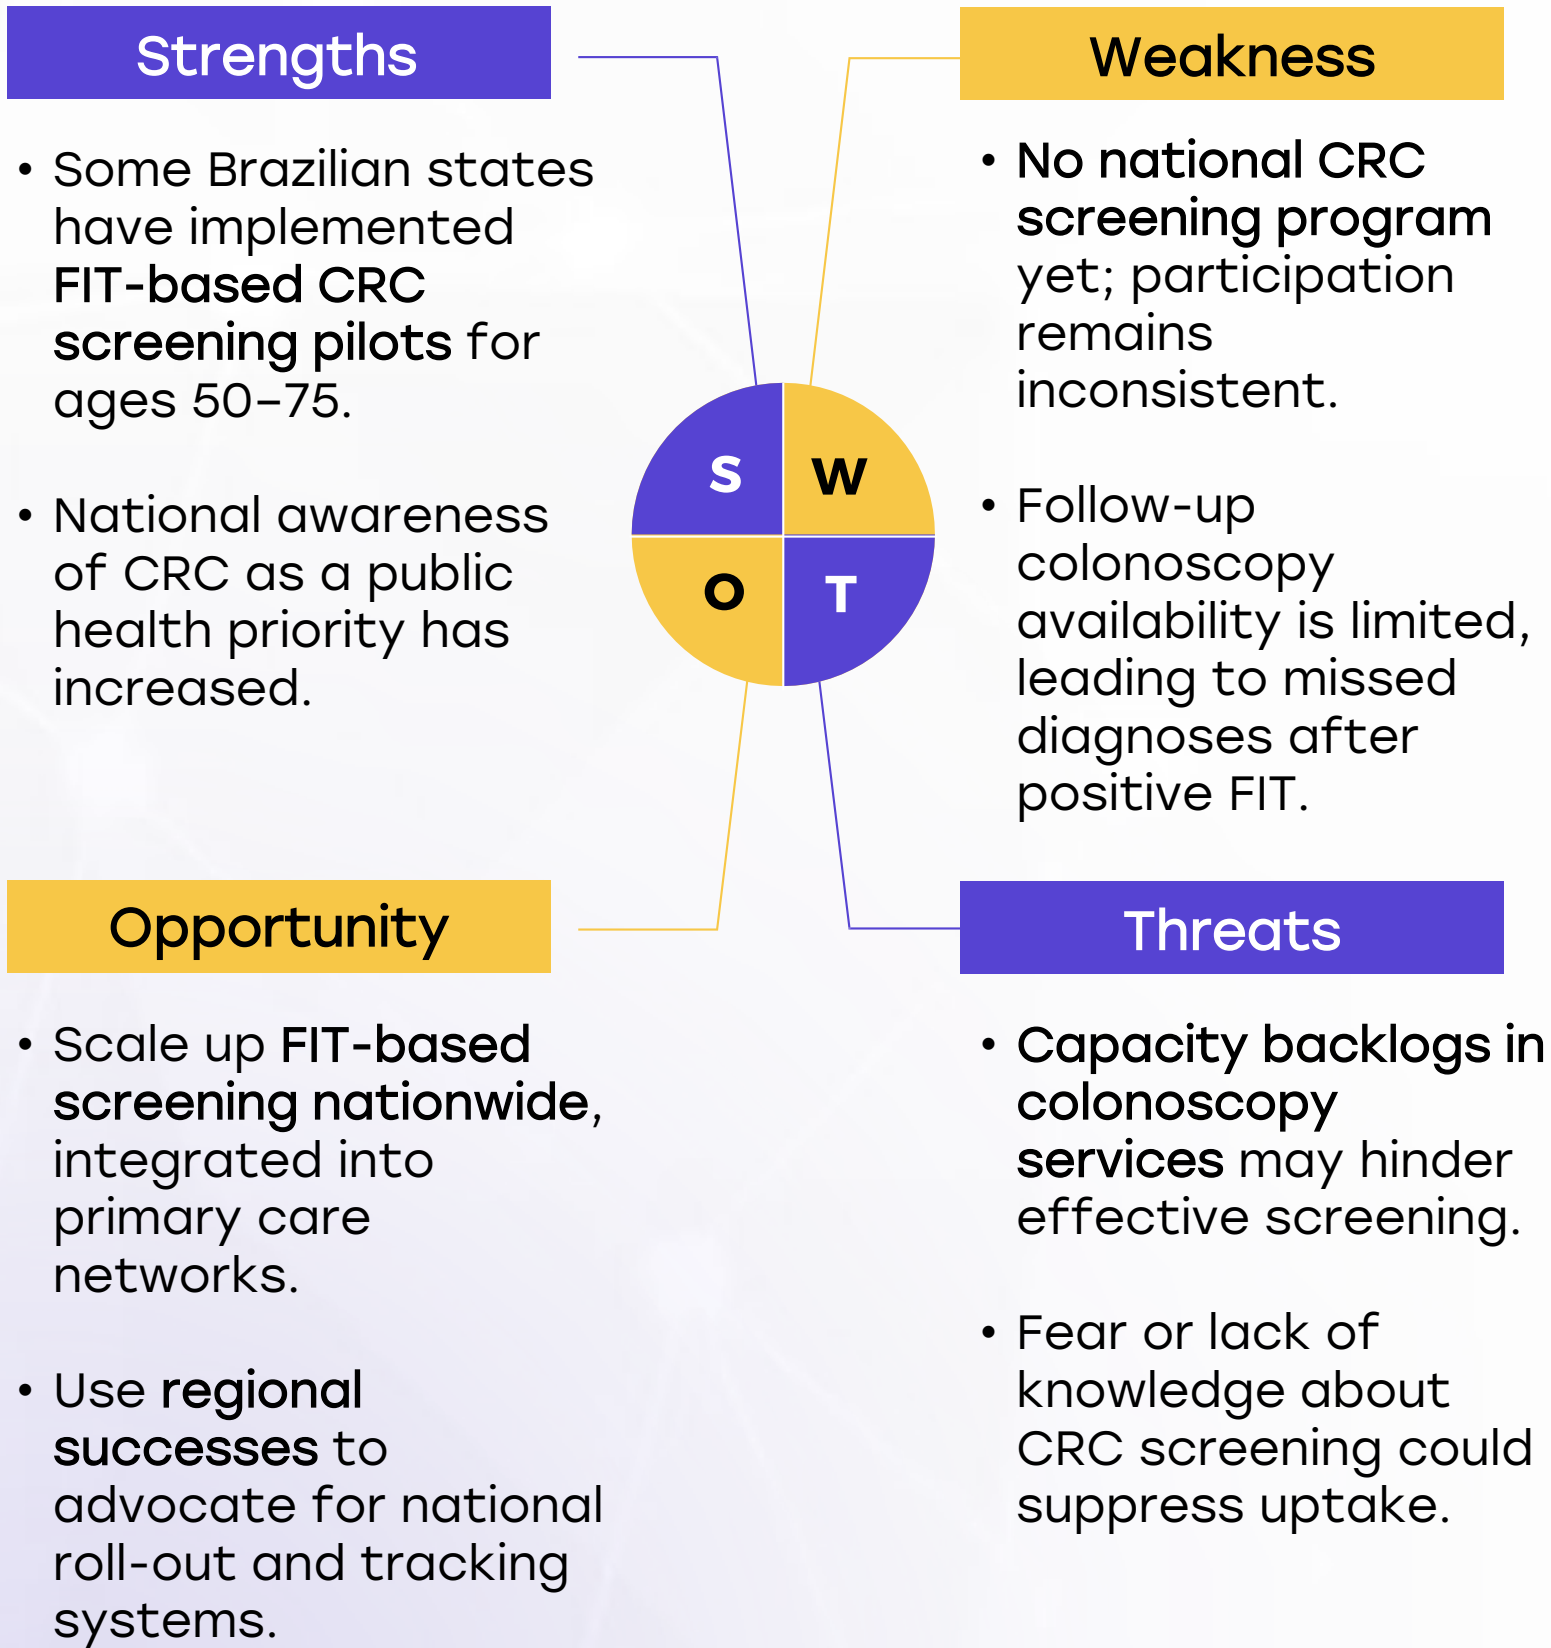 Strengths
• Some Brazilian states
have implemented
FIT-based CRC
screening pilots for
ages 50–75.
• National awareness
of CRC as a public
health priority has
increased.
Weakness
• No national CRC
screening program
yet; participation
remains
inconsistent.
• Follow-up
colonoscopy
availability is limited,
leading to missed
diagnoses after
positive FIT.
S
W
O
T
Opportunity
• Scale up FIT-based
screening nationwide,
integrated into
primary care
networks.
• Use regional
successes to
advocate for national
roll-out and tracking
systems.
Threats
• Capacity backlogs in
colonoscopy
services may hinder
effective screening.
• Fear or lack of
knowledge about
CRC screening could
suppress uptake.